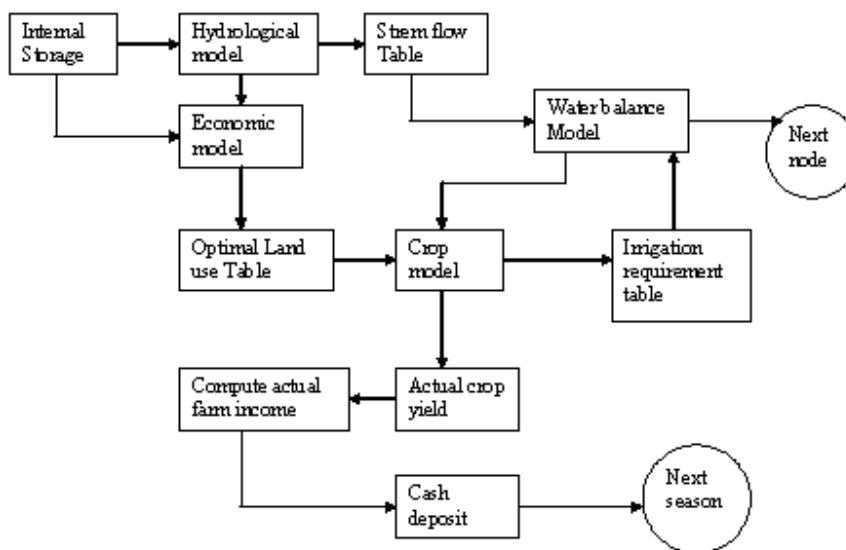 Internal
Storage
Hydrological
model
Strem flow
Table
Economic
model
Water balance
Model
Next
node
Optimal Land
use Table
Crop
model
Irrigation
requirement
table
Compute actual
farm income
Actual crop
yield
Cash
deposit
Next
season